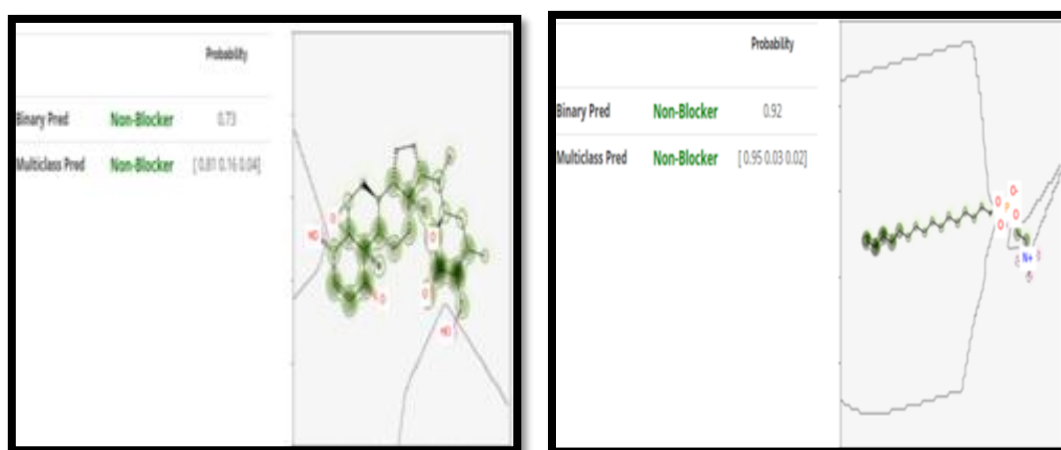 Probability
Binary Pred Non-Blocker 0.73
Multiclass Pred Non-Blocker [ 0.81 0.16 0.04]
O
HO
O
O
O
HO
Probability
Binary Pred Non-Blocker 0.92
Multiclass Pred Non-Blocker [ 0.95 0.03 0.02]
O-
O P
O
O
N+